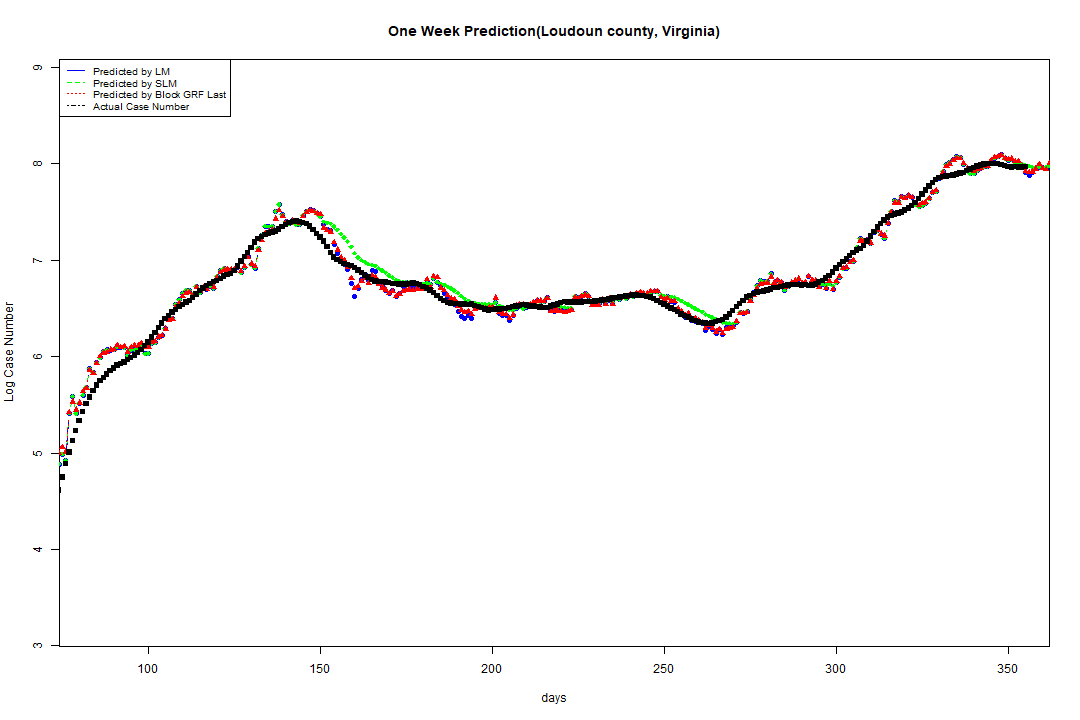 One Week Prediction(Loudoun county, Virginia)
Predicted by LM
Predicted by SLM
Predicted by Block GRF Last
Actual Case Number
9
8
7
6
5
4
3
Log Case Number
100 150 200 250 300 350
days